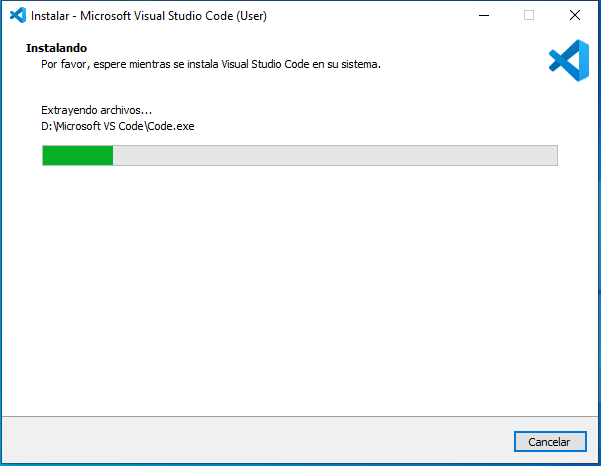 Instalar - Microsoft Visual Studio Code (User)
Instalando
Por favor, espere mientras se instala Visual Studio Code en su sistema.
Extrayendo archivos...
D:\Microsoft VS Code\Code.exe
Cancelar